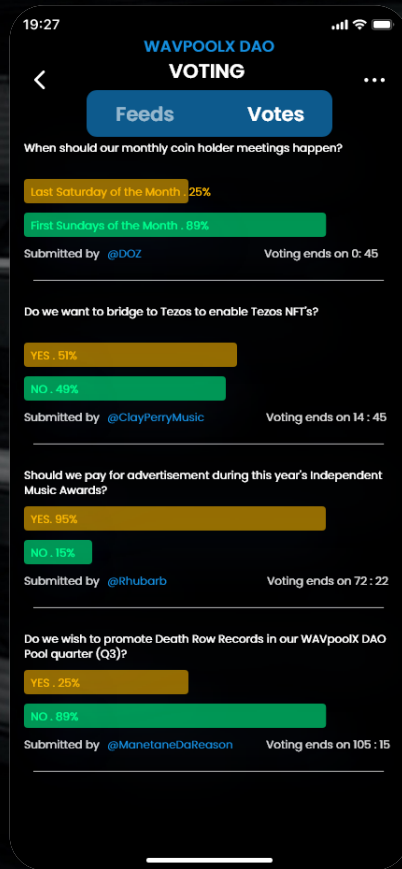 19:27
WAVPOOLX DAO
VOTING
Feeds Votes
When should our monthly coin holder meetings happen?
Last Saturday of the Month . 25%
First Sundays of the Month . 89%
Submitted by @DOZ Voting ends on 0: 45
Do we want to bridge to Tezos to enable Tezos NFT's?
YES . 51%
NO . 49%
Submitted by @ClayPerryMusic Voting ends on 14 : 45
Should we pay for advertisement during this year's Independent
Music Awards?
YES. 95%
NO . 15%
Submitted by @Rhubarb Voting ends on 72 : 22
Do we wish to promote Death Row Records in our WAVpoolX DAO
Pool quarter (Q3)?
YES . 25%
NO . 89%
Submitted by @ManetaneDaReason Voting ends on 105 : 15